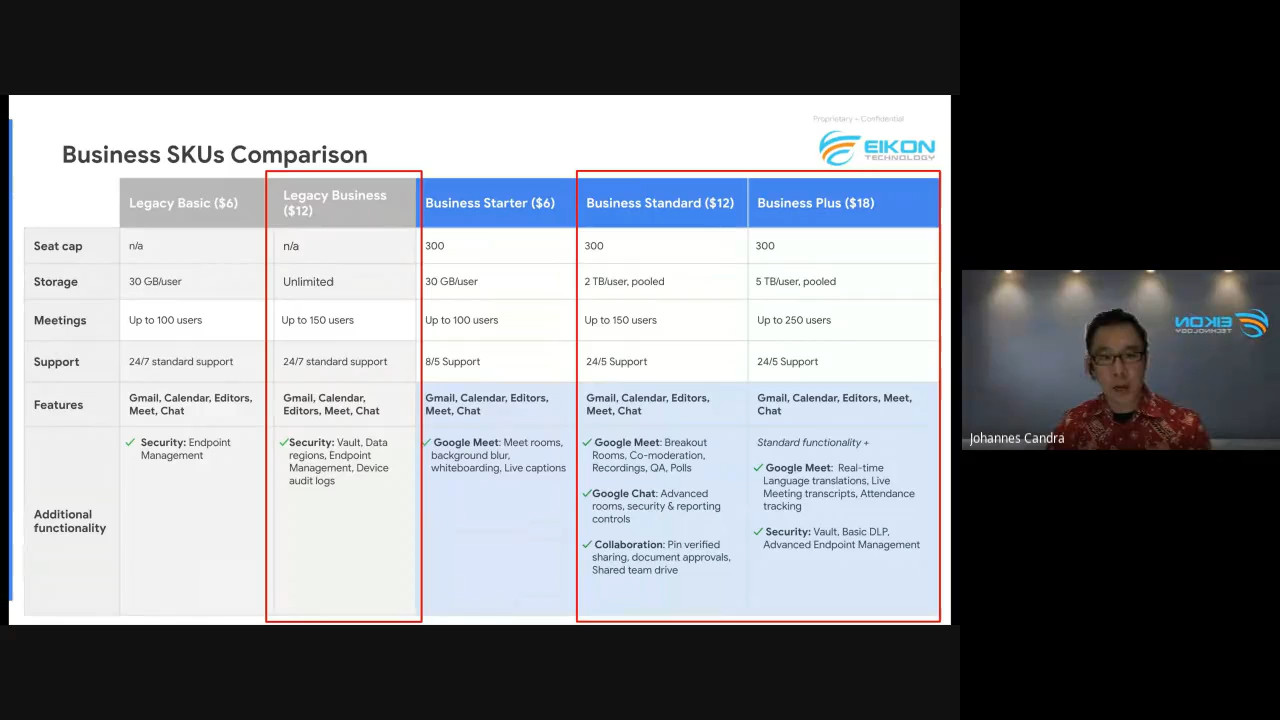 Proprietary + Confidential
EIKON
TECHNOLOGY
Business SKUs Comparison
Legacy Basic ($6)
Legacy Business
($12)
Business Starter ($6)
Business Standard ($12)
Business Plus ($18)
Seat cap
n/a
n/a
300
300
300
Storage
30 GB/user
Unlimited
30 GB/user
2 TB/user, pooled
5 TB/user, pooled
Meetings
Up to 100 users
Up to 150 users
Up to 100 users
Up to 150 users
Up to 250 users
Support
24/7 standard support
24/7 standard support
8/5 Support
24/5 Support
24/5 Support
Features
Gmail, Calendar, Editors,
Meet, Chat
Gmail, Calendar,
Editors, Meet, Chat
Gmail, Calendar, Editors,
Meet, Chat
Gmail, Calendar, Editors,
Meet, Chat
Gmail, Calendar, Editors, Meet,
Chat
Additional
functionality
✓ Security: Endpoint
Management
✓Security: Vault, Data
regions, Endpoint
Management, Device
audit logs
✓ Google Meet: Meet rooms,
background blur,
whiteboarding, Live captions
✓ Google Meet: Breakout
Rooms, Co-moderation,
Recordings, QA, Polls
✓Google Chat: Advanced
rooms, security & reporting
controls
✓ Collaboration: Pin verified
sharing, document approvals,
Shared team drive
Standard functionality +
✓ Google Meet: Real-time
Language translations, Live
Meeting transcripts, Attendance
tracking
✓ Security: Vault, Basic DLP,
Advanced Endpoint Management
EIKON
TECHNOLOGY
Johannes Candra